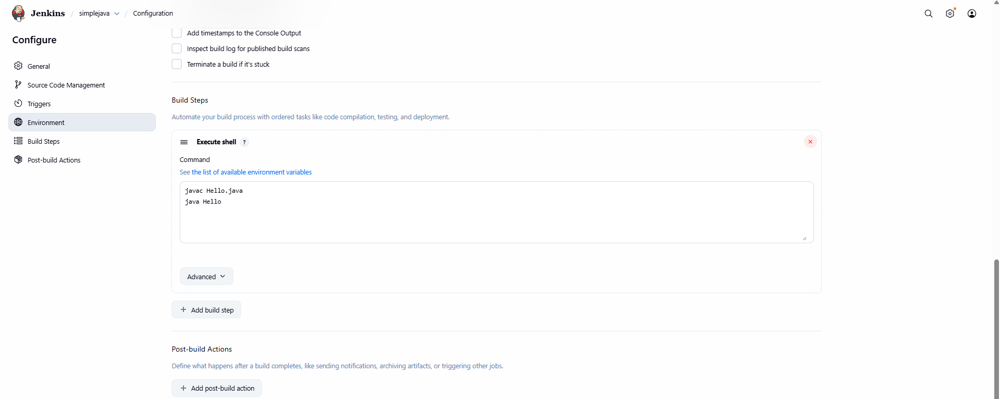 Jenkins / simplejava / Configuration
Configure
General
Source Code Management
Triggers
Environment
Build Steps
Post-build Actions
Add timestamps to the Console Output
Inspect build log for published build scans
Terminate a build if it's stuck
Build Steps
Automate your build process with ordered tasks like code compilation, testing, and deployment.
Execute shell ?
Command
See the list of available environment variables
javac Hello.java
java Hello
Advanced
+ Add build step
Post-build Actions
Define what happens after a build completes, like sending notifications, archiving artifacts, or triggering other jobs.
+ Add post-build action